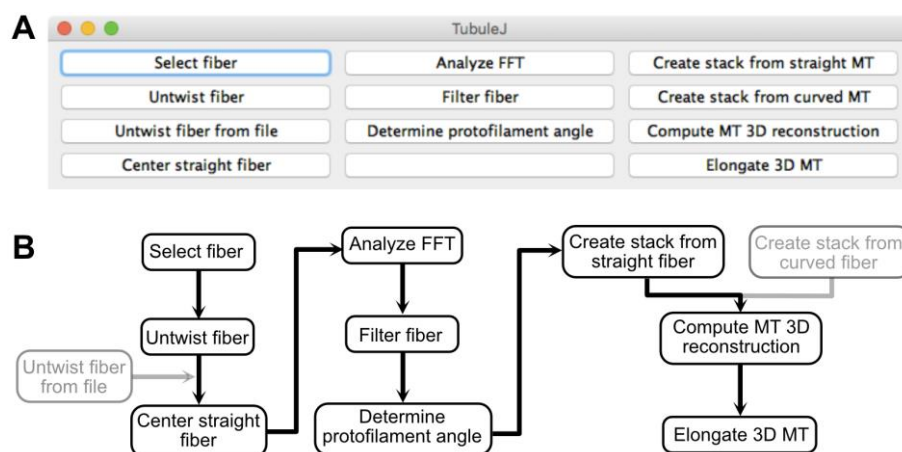 A
TubuleJ
Select fiber
Analyze FFT
Create stack from straight MT
Untwist fiber
Filter fiber
Create stack from curved MT
Untwist fiber from file
Determine protofilament angle
Compute MT 3D reconstruction
Center straight fiber
Elongate 3D MT
B
Select fiber
Untwist fiber
Untwist fiber
from file
Center straight
fiber
Analyze FFT
Filter fiber
Determine
protofilament angle
Create stack from
straight fiber
Create stack from
curved fiber
Compute MT 3D
reconstruction
Elongate 3D MT